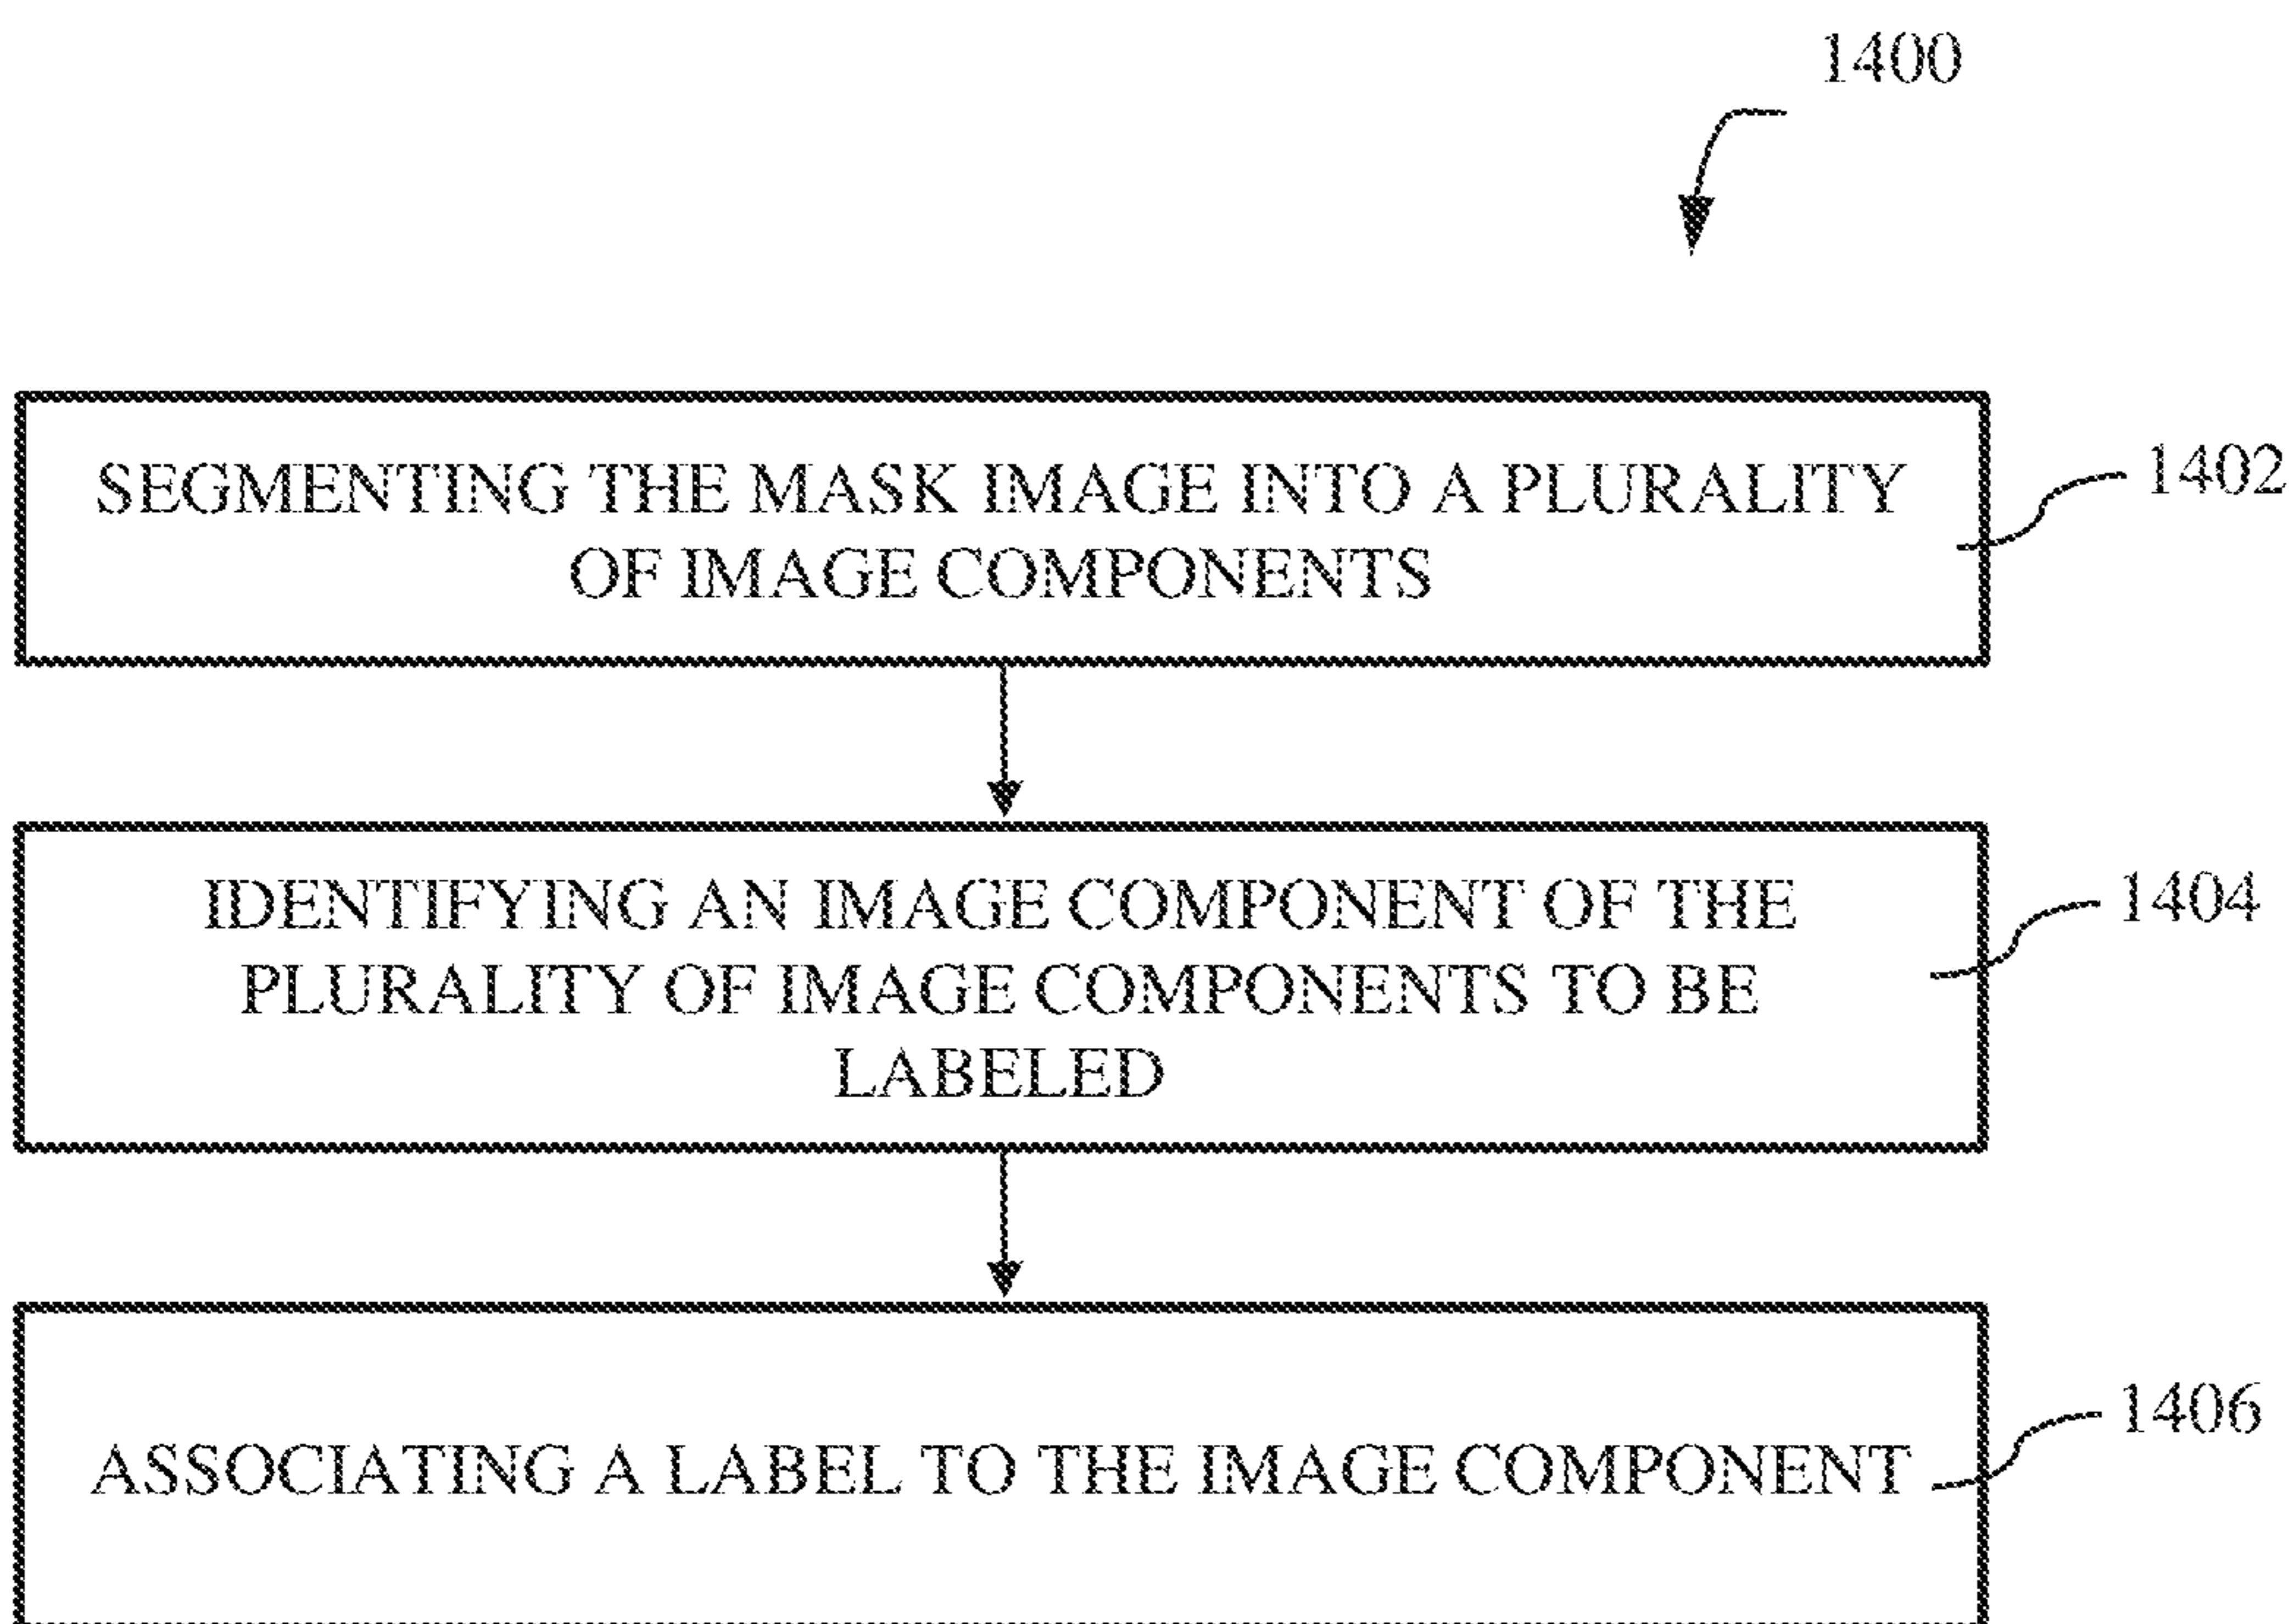 1400
SEGMENTING THE MASK IMAGE INTO A PLURALITY
OF IMAGE COMPONENTS
1402
IDENTIFYING AN IMAGE COMPONENT OF THE
PLURALITY OF IMAGE COMPONENTS TO BE
LABELED
1404
ASSOCIATING A LABEL TO THE IMAGE COMPONENT
1406